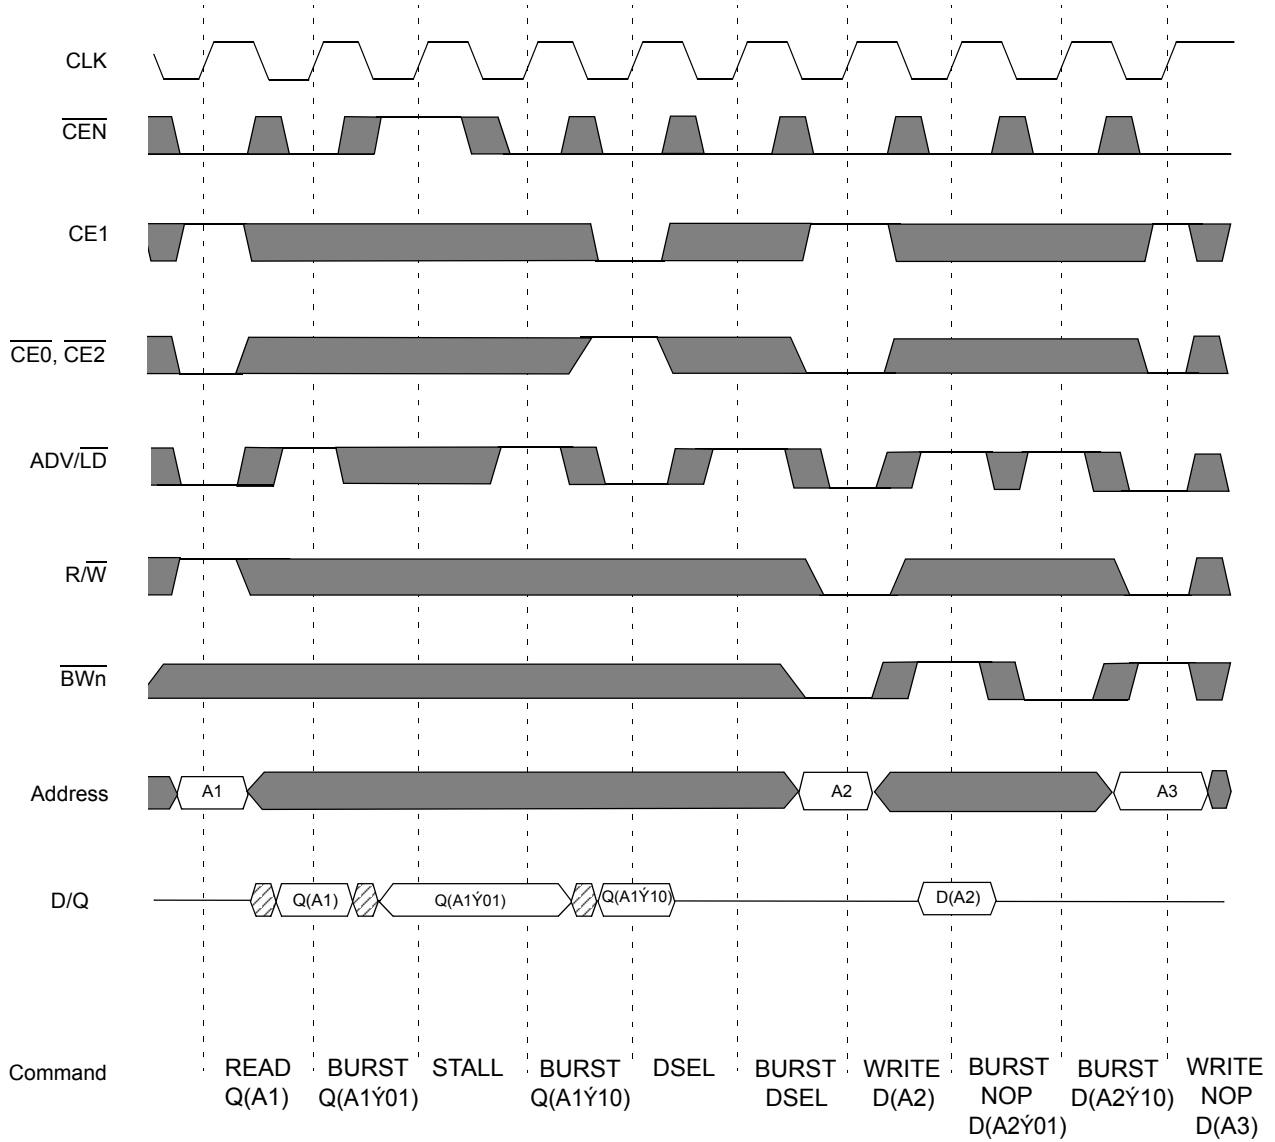 CLK
CEN
CE1
CE0, CE2
ADV/LD
R/W
BWn
Address A1 A2 A3
D/Q Q(A1) Q(A1Ý01) Q(A1Ý10) D(A2)
Command READ BURST STALL BURST DSEL BURST WRITE BURST BURST WRITE
Q(A1) Q(A1Ý01) Q(A1Ý10) DSEL D(A2) NOP D(A2Ý10) NOP
D(A2Ý01) D(A3)